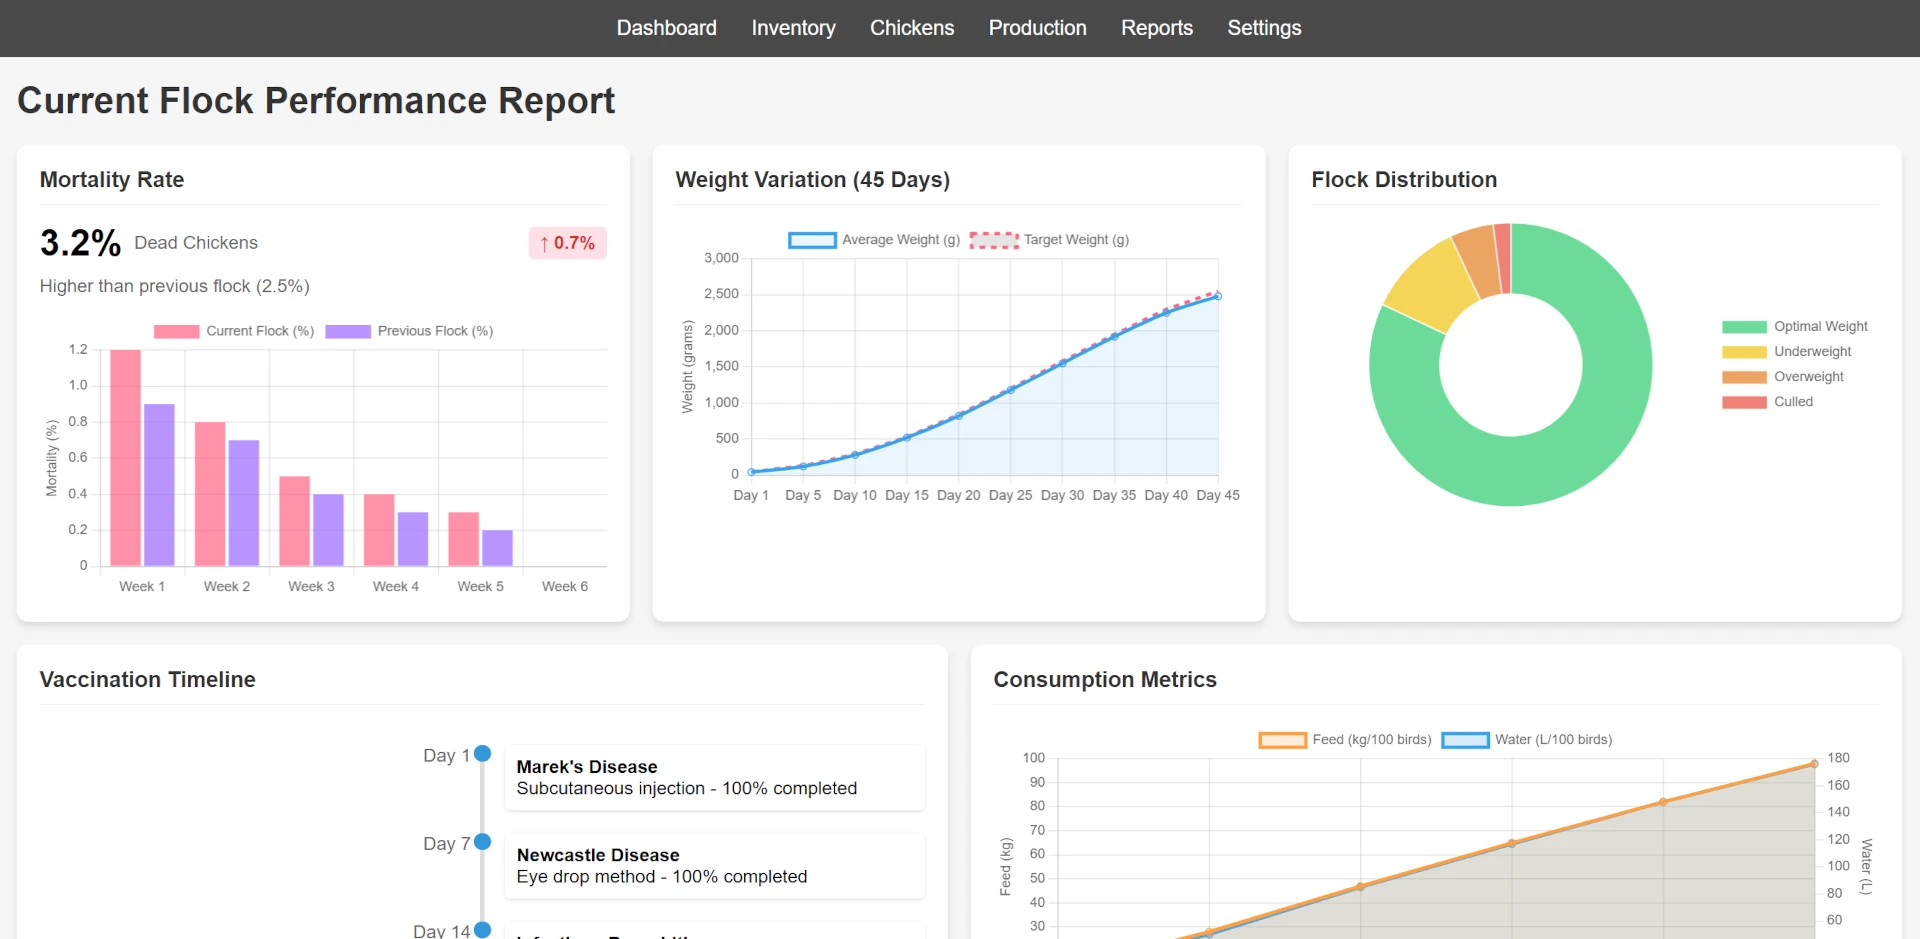 Dashboard Inventory Chickens Production Reports Settings
Current Flock Performance Report
Mortality Rate
3.2% Dead Chickens
↑ 0.7%
Higher than previous flock (2.5%)
Current Flock (%) Previous Flock (%)
Mortality (%)
1.2
1.0
0.8
0.6
0.4
0.2
0
Week 1 Week 2 Week 3 Week 4 Week 5 Week 6
Weight Variation (45 Days)
Average Weight (g) Target Weight (g)
Weight (grams)
3,000
2,500
2,000
1,500
1,000
500
0
Day 1 Day 5 Day 10 Day 15 Day 20 Day 25 Day 30 Day 35 Day 40 Day 45
Flock Distribution
Optimal Weight
Underweight
Overweight
Culled
Vaccination Timeline
Day 1
Marek's Disease
Subcutaneous injection - 100% completed
Day 7
Newcastle Disease
Eye drop method - 100% completed
Day 14
Consumption Metrics
Feed (kg/100 birds) Water (L/100 birds)
Feed (kg)
100
90
80
70
60
50
40
30
180
160
140
120
100
80
60
Water (L)